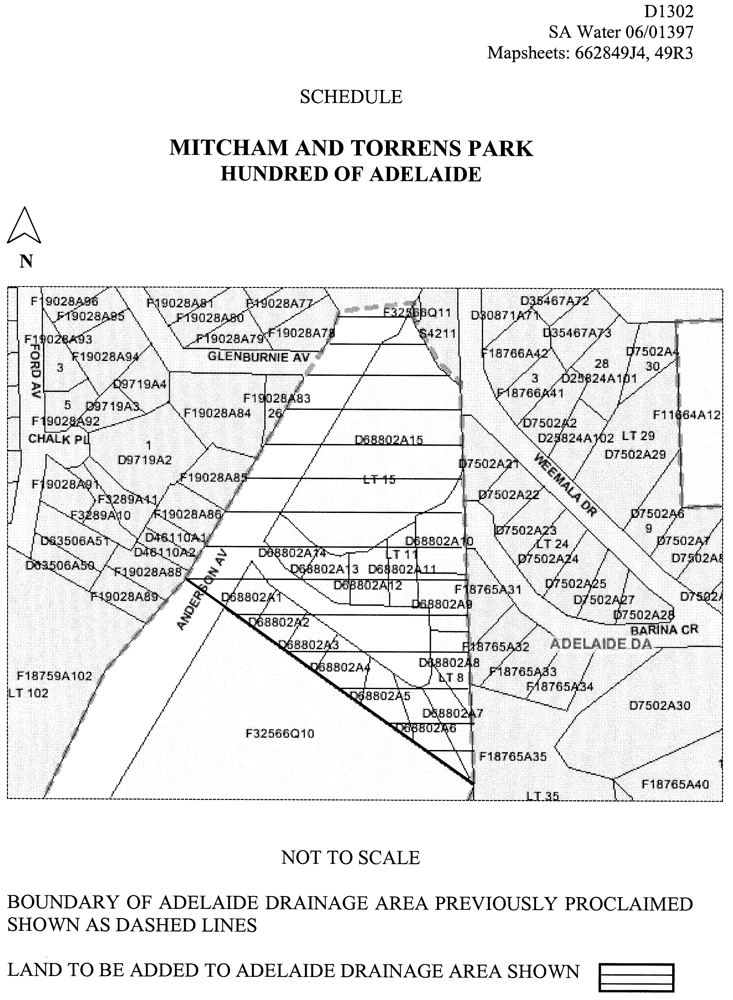 D1302
SA Water 06/01397
Mapsheets: 662849J4, 49R3
SCHEDULE
MITCHAM AND TORRENS PARK
HUNDRED OF ADELAIDE
N
F19028A96
F19028A81
F19028A77
F32566Q11
D35467A72
F19028A95
F19028A80
D30871A71
F19028A93
F19028A79
F19028A78
S4211
D35467A73
FORD AV
F19028A94
GLENBURNIE AV
F18766A42
D7502A4
3
28
30
D9719A4
3
D25824A101
F19028A83
F18766A41
5
D9719A3
F19028A84
26
F11664A12
F19028A92
D7502A2
CHALK PL
D68802A15
D25824A102
LT 29
1
D9719A2
D7502A21
WEEMALA DR
D7502A29
F19028A91
F19028A85
LT 15
F3289A11
D7502A22
F3289A10
F19028A86
D7502A6
9
D63506A51
D46110A1
D68802A10
D7502A23
LT 24
D7502A7
D46110A2
D68802A14
LT 11
D7502A24
D7502A8
D63506A50
F19028A88
ANDERSON AV
D68802A13
D68802A11
D68802A12
F18765A31
D7502A25
F19028A89
D68802A1
D68802A9
D7502A27
D7502A
D68802A2
D7502A28
BARINA CR
D68802A3
F18765A32
ADELAIDE DA
D68802A4
D68802A8
F18759A102
LT 8
F18765A33
LT 102
D68802A5
F18765A34
D68802A7
D7502A30
F32566Q10
D68802A6
F18765A35
F18765A40
LT 35
NOT TO SCALE
BOUNDARY OF ADELAIDE DRAINAGE AREA PREVIOUSLY PROCLAIMED
SHOWN AS DASHED LINES
LAND TO BE ADDED TO ADELAIDE DRAINAGE AREA SHOWN